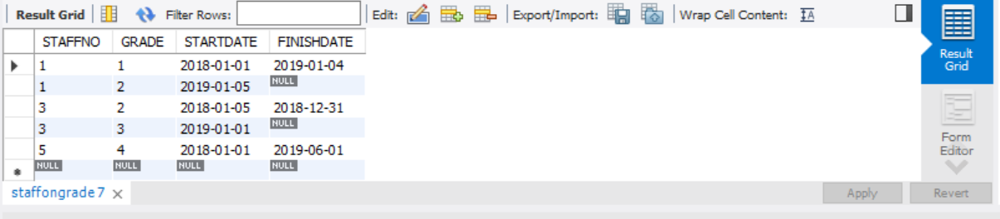 Result Grid Filter Rows: Edit: Export/Import: Wrap Cell Content: IA
STAFFNO GRADE STARTDATE FINISHDATE
1 1 2018-01-01 2019-01-04
1 2 2019-01-05 NULL
3 2 2018-01-05 2018-12-31
3 3 2019-01-01 NULL
5 4 2018-01-01 2019-06-01
NULL NULL NULL NULL
Result
Grid
Form
Editor
staffongrade 7
Apply Revert